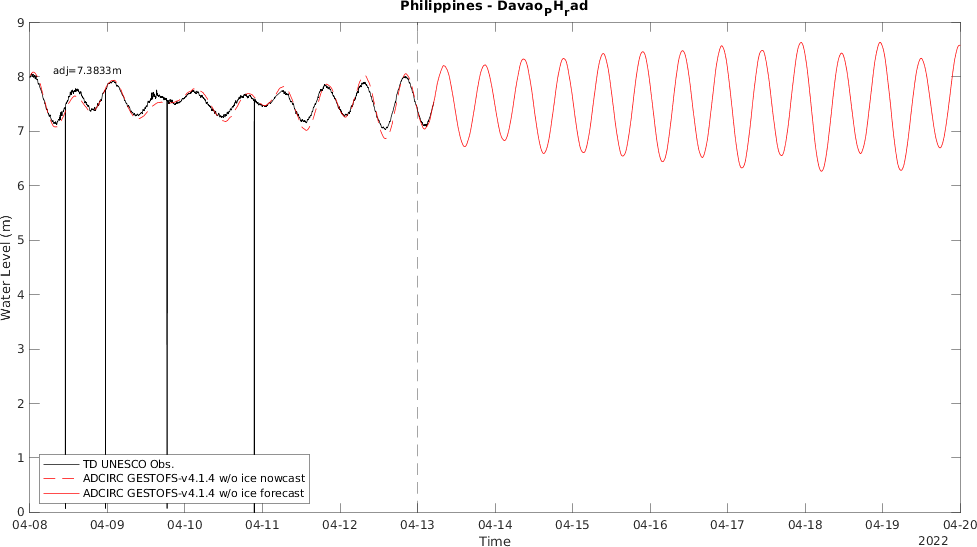 Philippines - DavaoPHrad
9
8
7
6
5
4
3
2
1
0
Water Level (m)
adj=7.3833m
TD UNESCO Obs.
ADCIRC GESTOFS-v4.1.4 w/o ice nowcast
ADCIRC GESTOFS-v4.1.4 w/o ice forecast
04-08 04-09 04-10 04-11 04-12 04-13 04-14 04-15 04-16 04-17 04-18 04-19 04-20
Time
2022